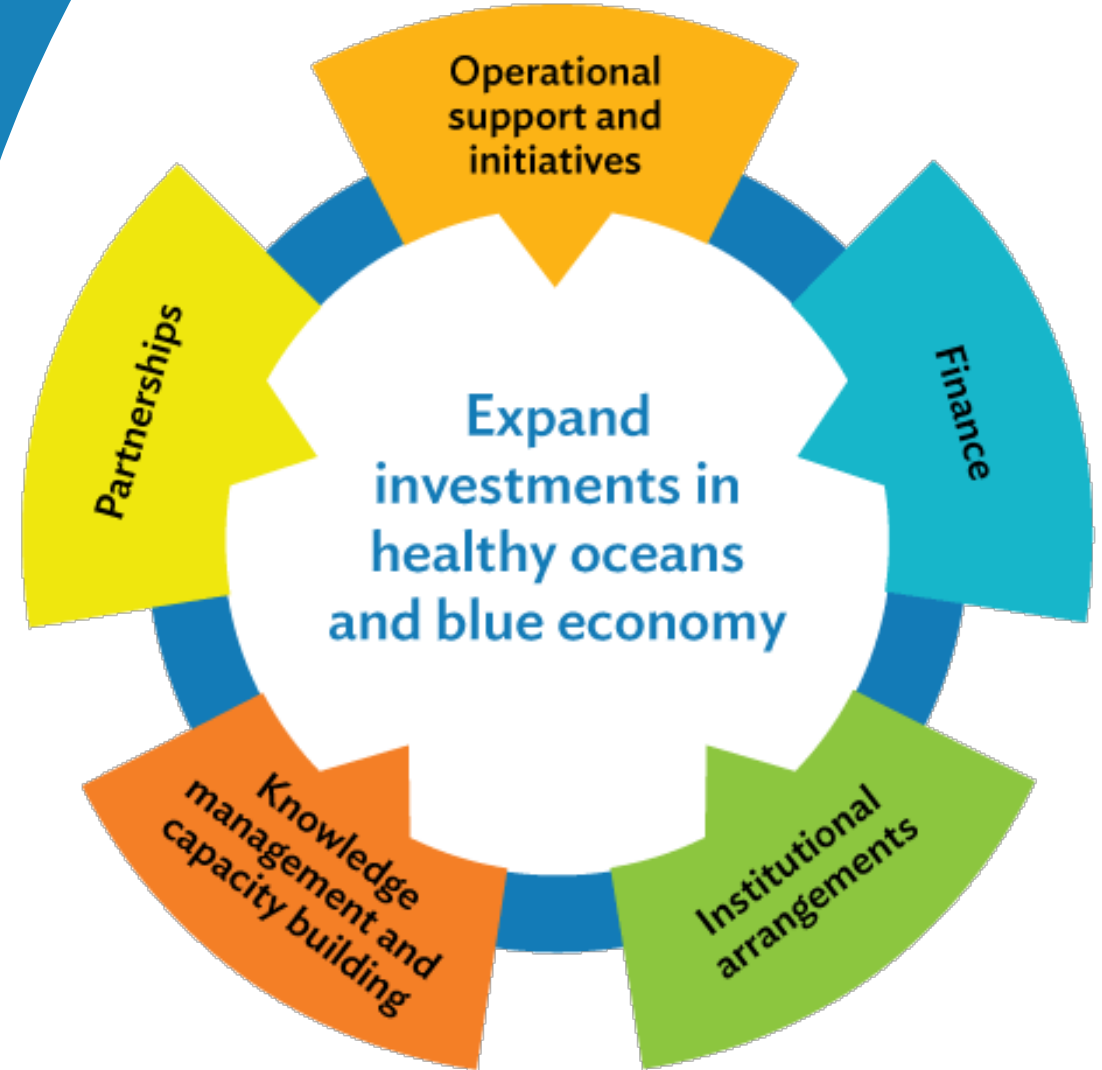 Operational
support and
initiatives
Finance
Institutional
arrangements
Knowledge
management and
capacity building
Partnerships
Expand
investments in
healthy oceans
and blue economy